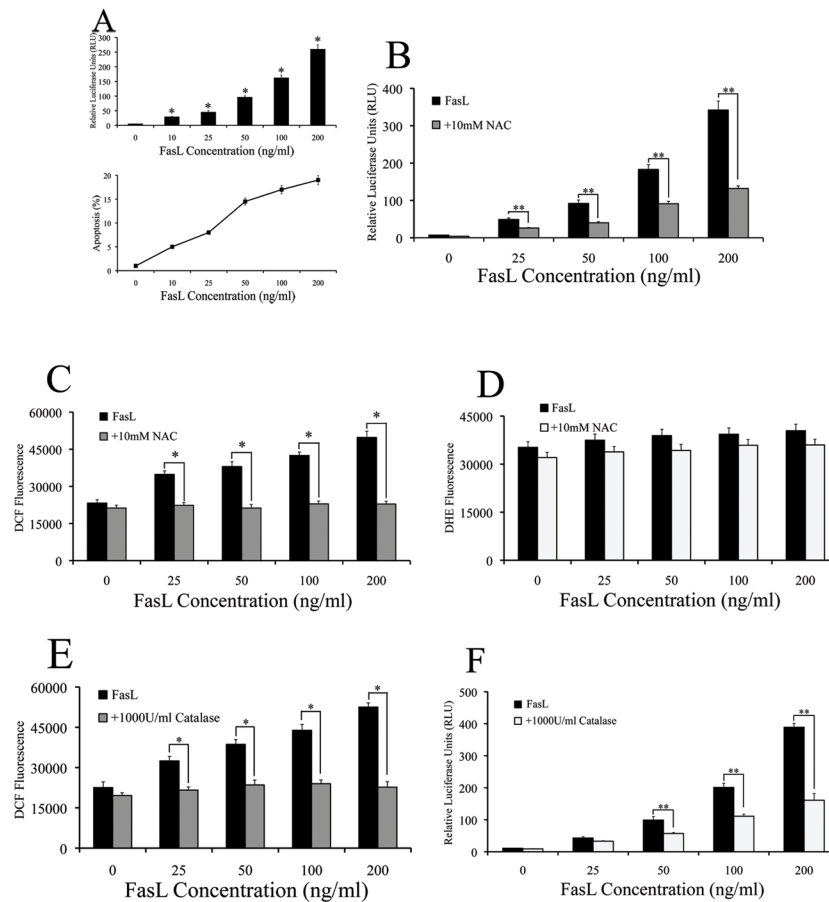 A
Relative Luciferase Units (RLU)
300
250
200
150
100
50
0
* * * * *
0 10 25 50 100 200
FasL Concentration (ng/ml)
Apoptosis (%)
20
15
10
5
0
0 10 25 50 100 200
FasL Concentration (ng/ml)
B
Relative Luciferase Units (RLU)
400
300
200
100
0
FasL
+10mM NAC
** ** ** **
0 25 50 100 200
FasL Concentration (ng/ml)
C
DCF Fluorescence
60000
45000
30000
15000
0
FasL
+10mM NAC
* * * *
0 25 50 100 200
FasL Concentration (ng/ml)
D
DHE Fluorescence
45000
30000
15000
0
FasL
+10mM NAC
0 25 50 100 200
FasL Concentration (ng/ml)
E
DCF Fluorescence
60000
45000
30000
15000
0
FasL
+1000U/ml Catalase
* * * *
0 25 50 100 200
FasL Concentration (ng/ml)
F
Relative Luciferase Units (RLU)
500
400
300
200
100
0
FasL
+1000U/ml Catalase
** ** **
0 25 50 100 200
FasL Concentration (ng/ml)